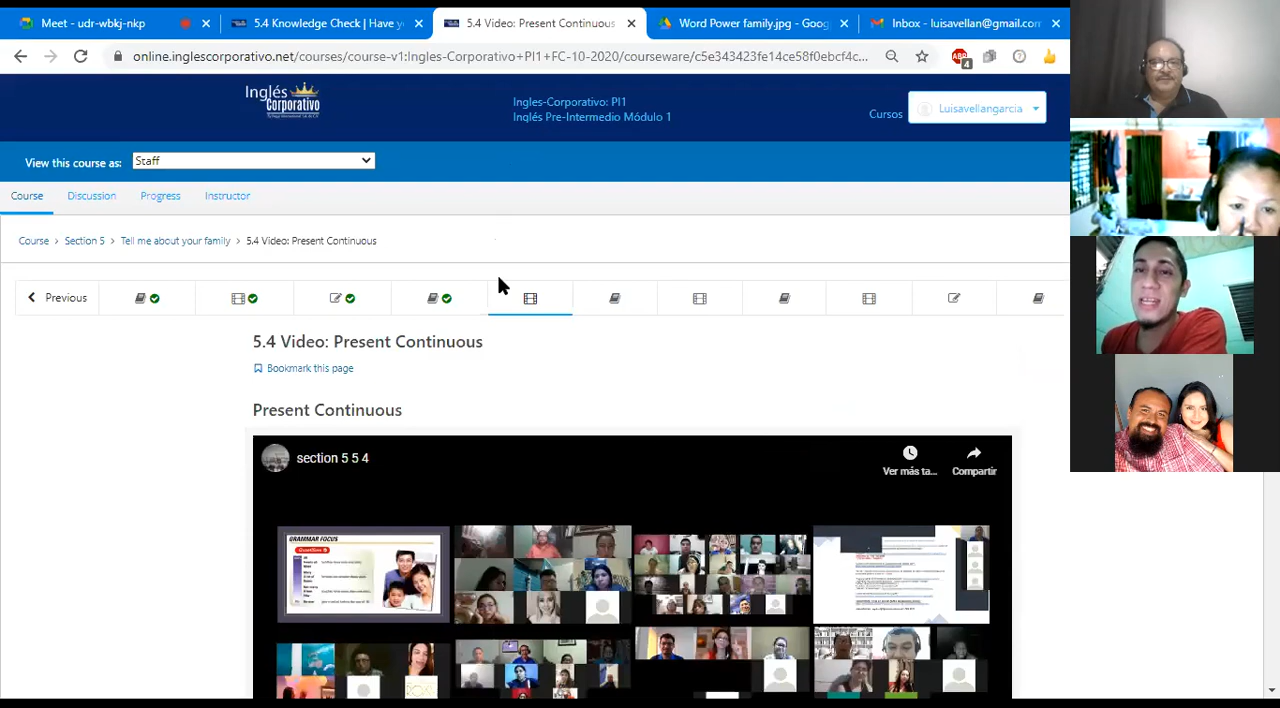 Meet - udr-wbkj-nkp
5.4 Knowledge Check | Have yo
5.4 Video: Present Continuous
Word Power family.jpg - Goog
Inbox - luisavellan@gmail.com
online.inglescorporativo.net/courses/course-v1:Ingles-Corporativo+PI1+FC-10-2020/courseware/c5e343423fe14ce58f0ebcf4c...
4
Inglés
Corporativo
Ingles-Corporativo: PI1
Inglés Pre-Intermedio Módulo 1
Cursos
Luisavellangarcia
View this course as:
Staff
Course
Discussion
Progress
Instructor
Course > Section 5 > Tell me about your family > 5.4 Video: Present Continuous
Previous
5.4 Video: Present Continuous
Bookmark this page
Present Continuous
section 5 5 4
Ver más ta...
Compartir
GRAMMAR FOCUS